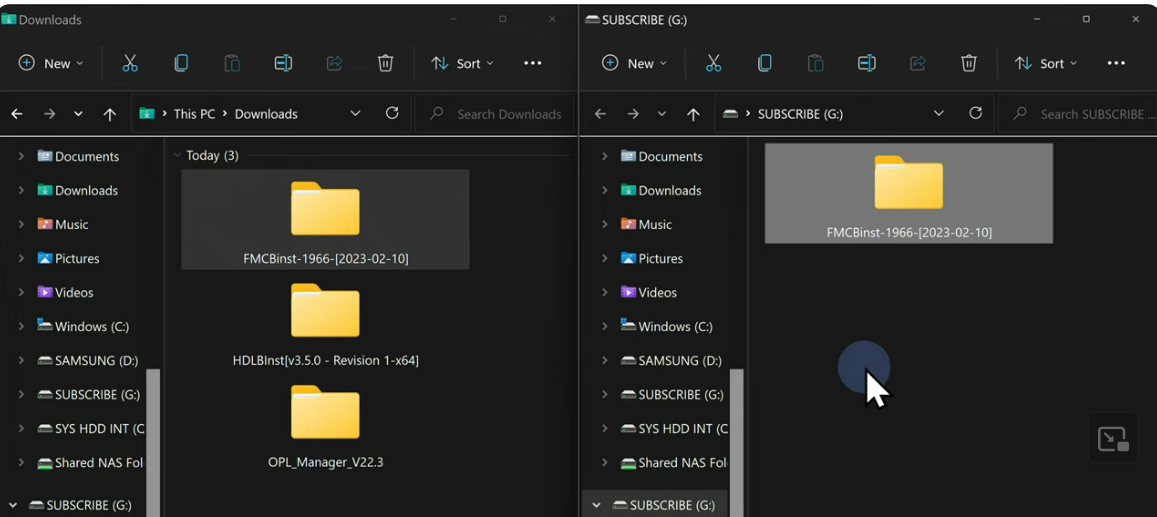 Downloads
New
Sort
This PC
Downloads
Search Downloads
Documents
Downloads
Music
Pictures
Videos
Windows (C:)
SAMSUNG (D:)
SUBSCRIBE (G:)
SYS HDD INT (C
Shared NAS Fol
SUBSCRIBE (G:)
Today (3)
FMCBinst-1966-[2023-02-10]
HDLBInst[v3.5.0 - Revision 1-x64]
OPL_Manager_V22.3
SUBSCRIBE (G:)
New
Sort
SUBSCRIBE (G:)
Search SUBSCRIBE ...
Documents
Downloads
Music
Pictures
Videos
Windows (C:)
SAMSUNG (D:)
SUBSCRIBE (G:)
SYS HDD INT (C
Shared NAS Fol
SUBSCRIBE (G:)
FMCBinst-1966-[2023-02-10]